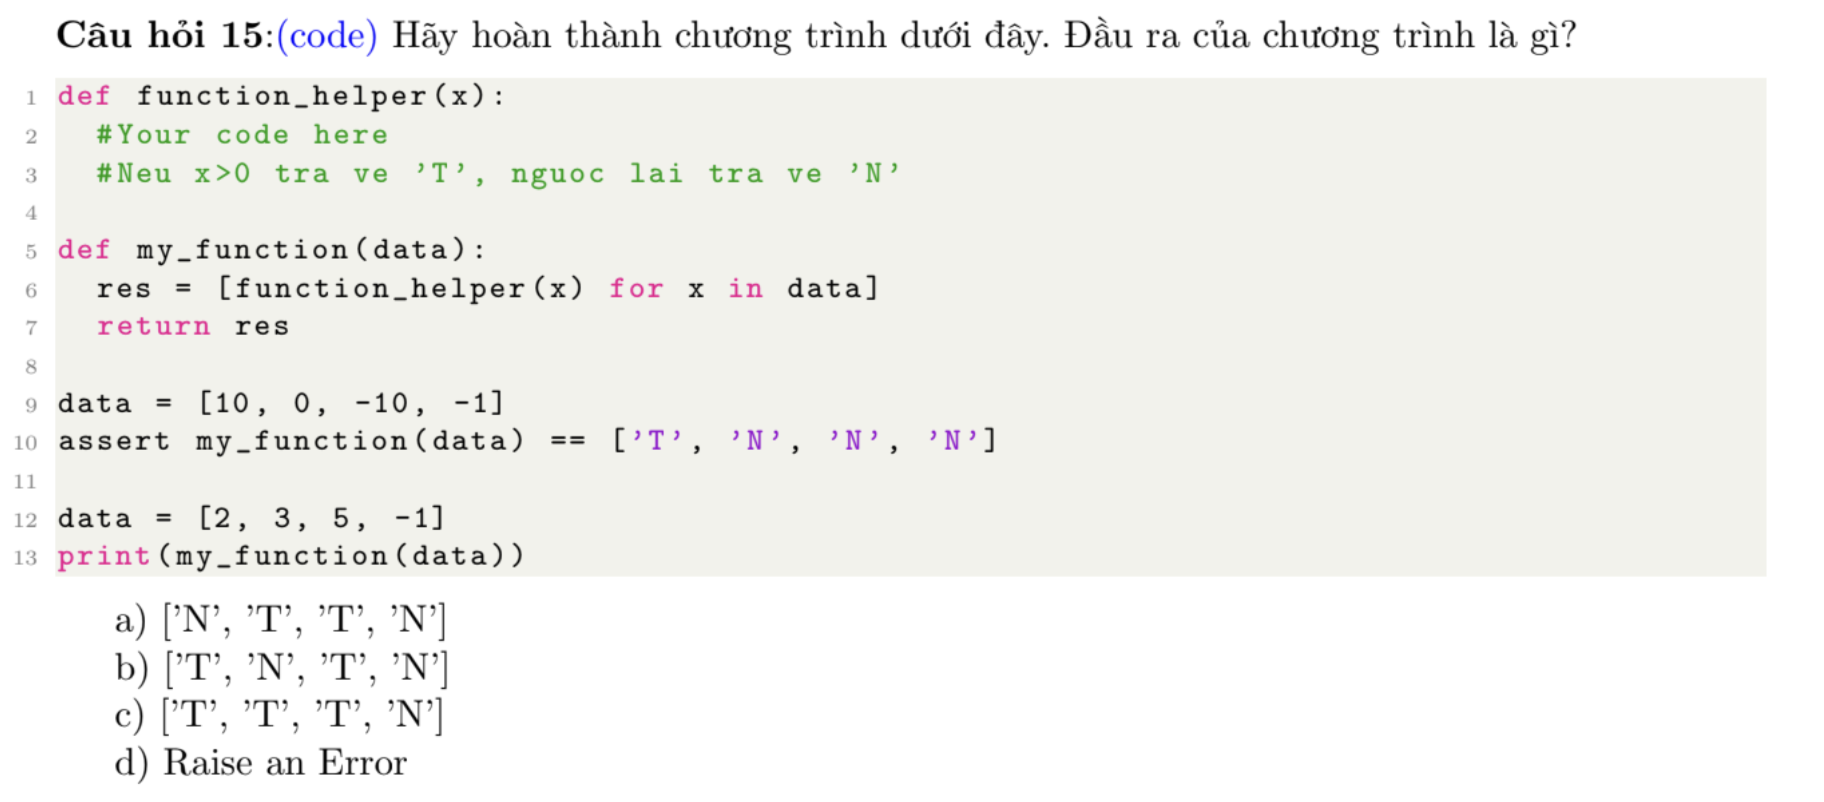 Câu hỏi 15:(code) Hãy hoàn thành chương trình dưới đây. Đầu ra của chương trình là gì?
1 def function_helper(x):
2   #Your code here
3   #Neu x>0 tra ve ’T’, nguoc lai tra ve ’N’
4
5 def my_function(data):
6   res = [function_helper(x) for x in data]
7   return res
8
9 data = [10, 0, -10, -1]
10 assert my_function(data) == [’T’, ’N’, ’N’, ’N’]
11
12 data = [2, 3, 5, -1]
13 print(my_function(data))
a) [’N’, ’T’, ’T’, ’N’]
b) [’T’, ’N’, ’T’, ’N’]
c) [’T’, ’T’, ’T’, ’N’]
d) Raise an Error